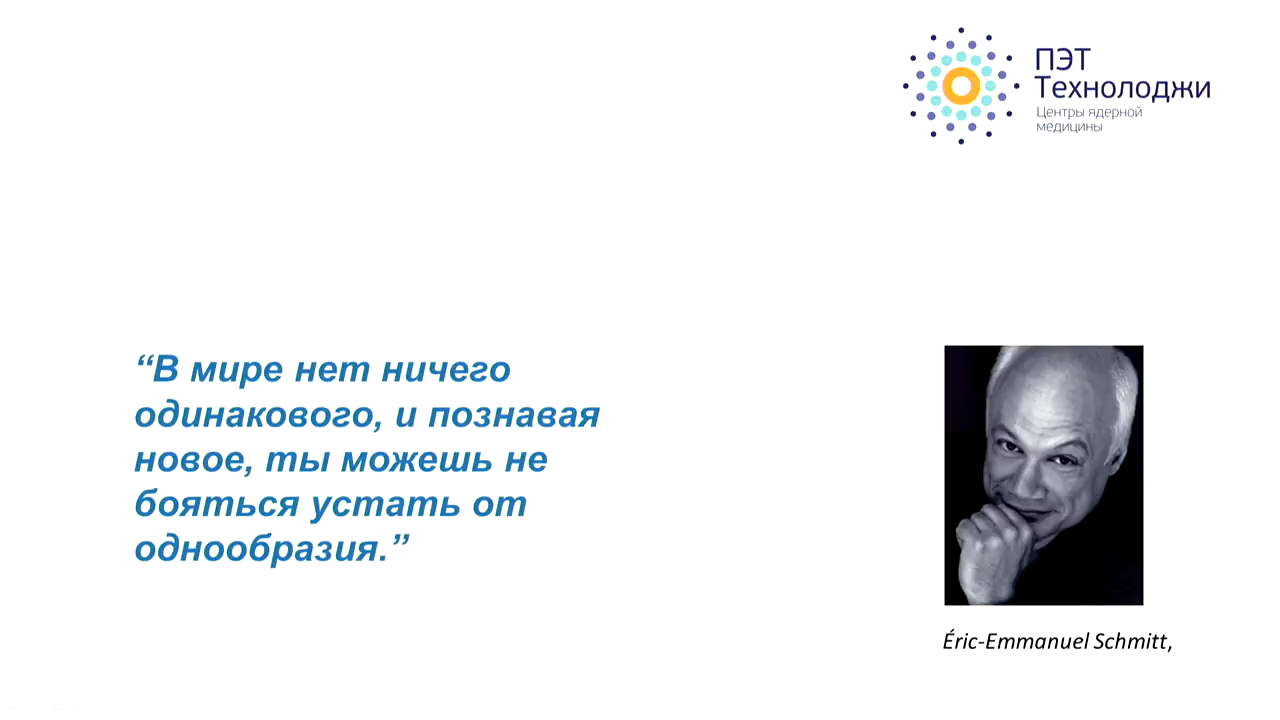 ПЭТ
Технолоджи
Центры ядерной
медицины
“В мире нет ничего
одинакового, и познавая
новое, ты можешь не
бояться устать от
однообразия.”
Éric-Emmanuel Schmitt,